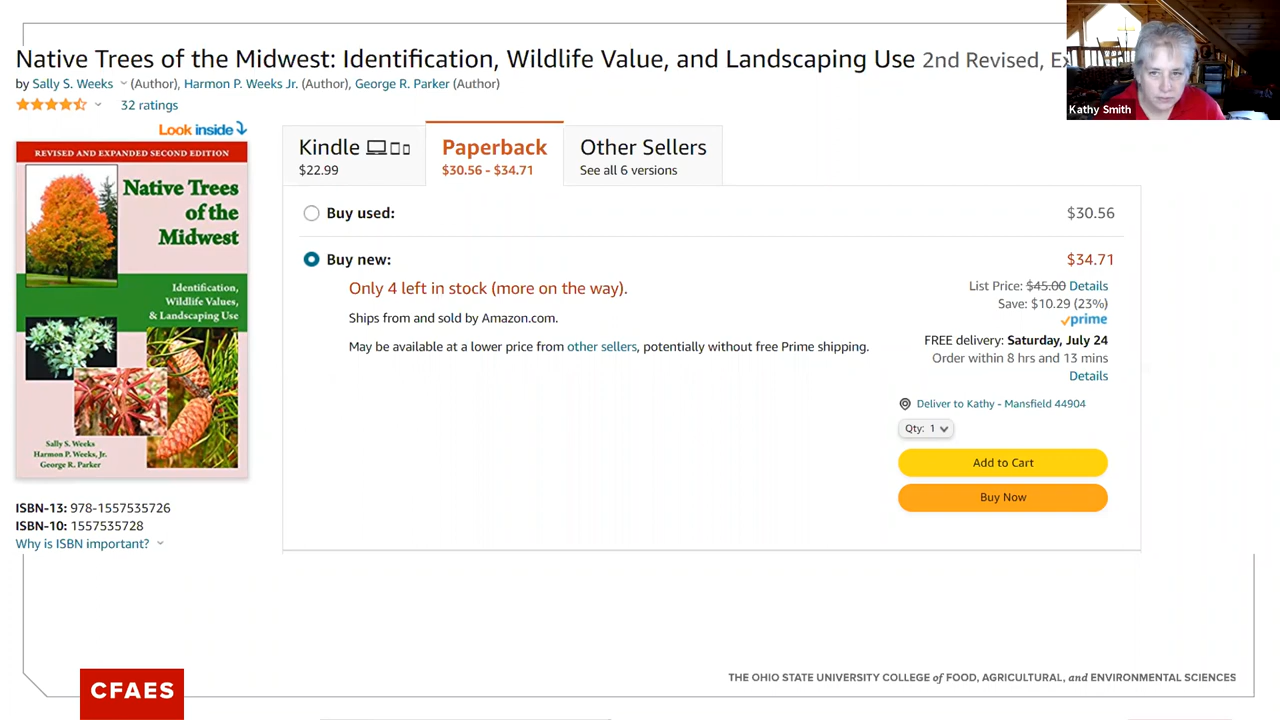 Native Trees of the Midwest: Identification, Wildlife Value, and Landscaping Use 2nd Revised,
by Sally S. Weeks (Author), Harmon P. Weeks Jr. (Author), George R. Parker (Author)
32 ratings
Look inside
REVISED AND EXPANDED SECOND EDITION
Native Trees
of the
Midwest
Identification,
Wildlife Values,
& Landscaping Use
Sally S. Weeks
Harmon P. Weeks, Jr.
George R. Parker
ISBN-13: 978-1557535726
ISBN-10: 1557535728
Why is ISBN important?
Kindle
$22.99
Paperback
$30.56 - $34.71
Other Sellers
See all 6 versions
Buy used: $30.56
Buy new: $34.71
Only 4 left in stock (more on the way).
Ships from and sold by Amazon.com.
May be available at a lower price from other sellers, potentially without free Prime shipping.
List Price: $45.00 Details
Save: $10.29 (23%)
prime
FREE delivery: Saturday, July 24
Order within 8 hrs and 13 mins
Details
Deliver to Kathy - Mansfield 44904
Qty: 1
Add to Cart
Buy Now
Kathy Smith
CFAES
THE OHIO STATE UNIVERSITY COLLEGE of FOOD, AGRICULTURAL, and ENVIRONMENTAL SCIENCES